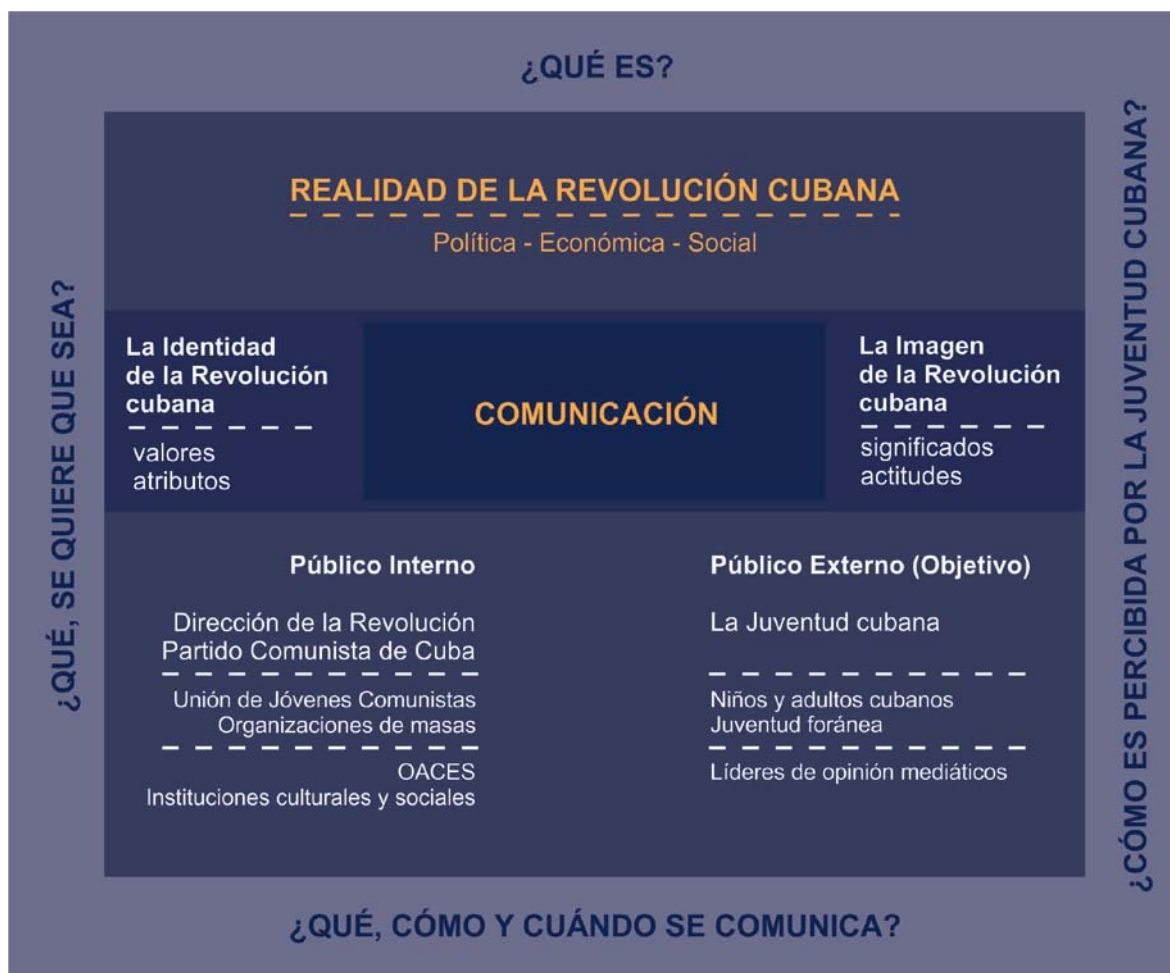 ¿QUÉ ES?
REALIDAD DE LA REVOLUCIÓN CUBANA
Política - Económica - Social
¿QUÉ, SE QUIERE QUE SEA?
La Identidad
de la Revolución
cubana
valores
atributos
COMUNICACIÓN
La Imagen
de la Revolución
cubana
significados
actitudes
¿CÓMO ES PERCIBIDA POR LA JUVENTUD CUBANA?
Público Interno
Dirección de la Revolución
Partido Comunista de Cuba
Unión de Jóvenes Comunistas
Organizaciones de masas
OACES
Instituciones culturales y sociales
Público Externo (Objetivo)
La Juventud cubana
Niños y adultos cubanos
Juventud foránea
Líderes de opinión mediáticos
¿QUÉ, CÓMO Y CUÁNDO SE COMUNICA?